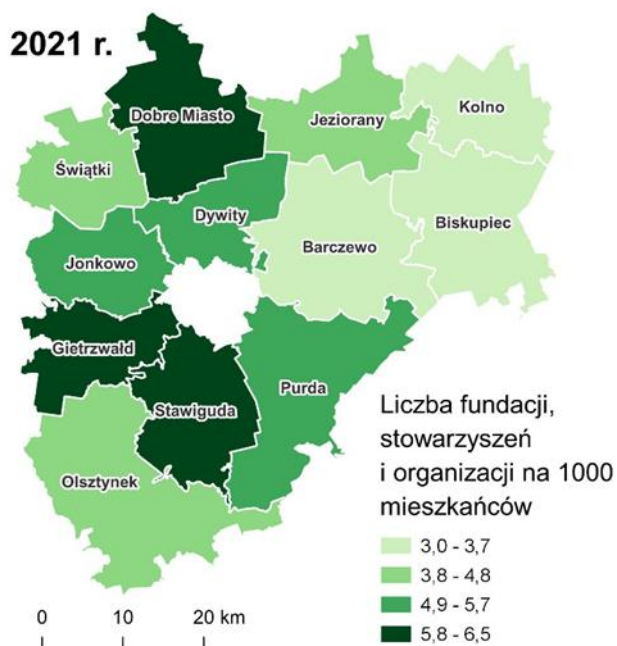 2021 r.
Dobre Miasto
Jeziorany
Kolno
Świątki
Dywity
Biskupiec
Barczewo
Jonkowo
Gietrzwałd
Stawiguda
Purda
Olsztynek
Liczba fundacji,
stowarzyszeń
i organizacji na 1000
mieszkańców
3,0 - 3,7
3,8 - 4,8
4,9 - 5,7
5,8 - 6,5
0 10 20 km